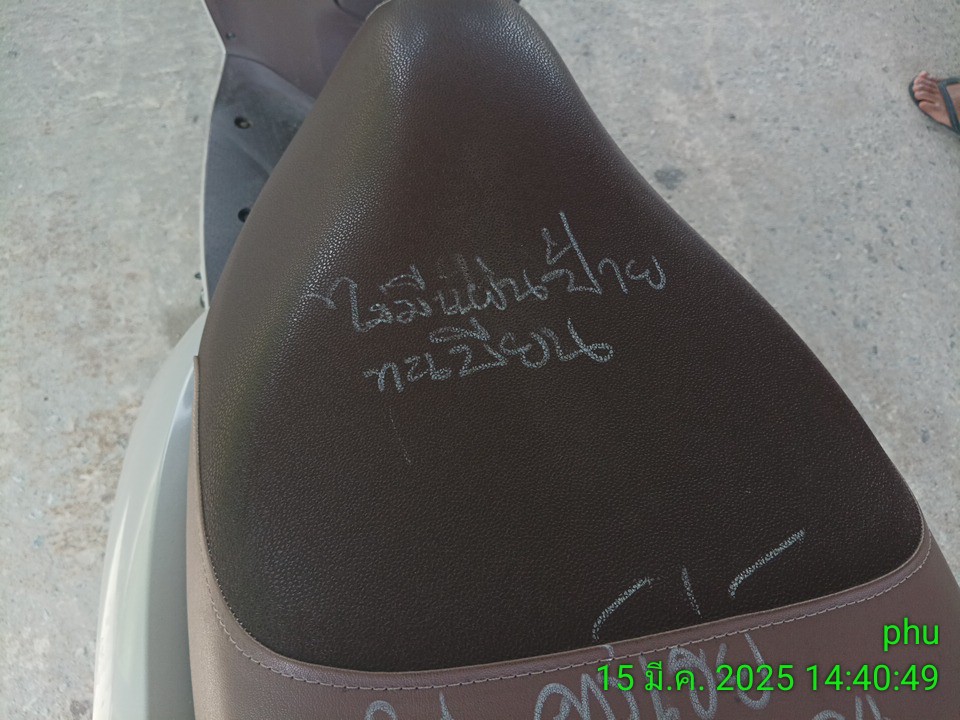 ไม่มีแผ่นป้าย
ทะเบียน
phu
15 มี.ค. 2025 14:40:49